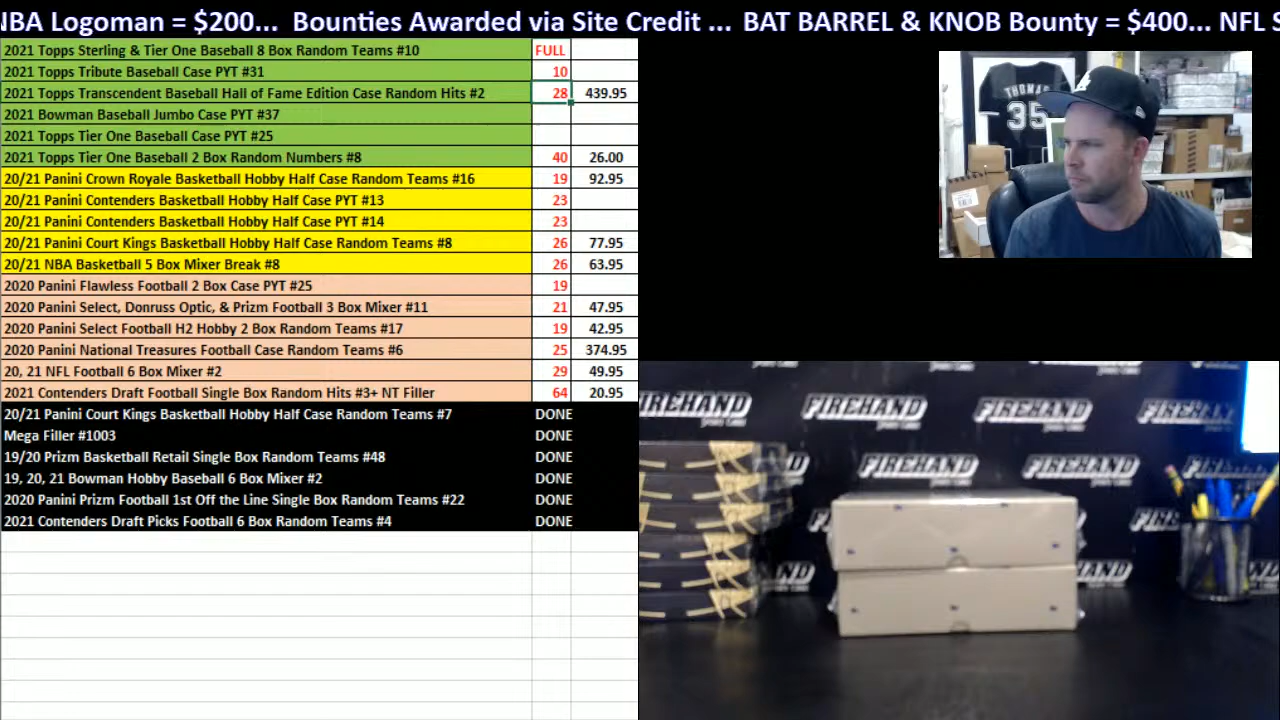 NBA Logoman = $200... Bounties Awarded via Site Credit ... BAT BARREL & KNOB Bounty = $400... NFL S
2021 Topps Sterling & Tier One Baseball 8 Box Random Teams #10 FULL
2021 Topps Tribute Baseball Case PYT #31 10
2021 Topps Transcendent Baseball Hall of Fame Edition Case Random Hits #2 28 439.95
2021 Bowman Baseball Jumbo Case PYT #37
2021 Topps Tier One Baseball Case PYT #25
2021 Topps Tier One Baseball 2 Box Random Numbers #8 40 26.00
20/21 Panini Crown Royale Basketball Hobby Half Case Random Teams #16 19 92.95
20/21 Panini Contenders Basketball Hobby Half Case PYT #13 23
20/21 Panini Contenders Basketball Hobby Half Case PYT #14 23
20/21 Panini Court Kings Basketball Hobby Half Case Random Teams #8 26 77.95
20/21 NBA Basketball 5 Box Mixer Break #8 26 63.95
2020 Panini Flawless Football 2 Box Case PYT #25 19
2020 Panini Select, Donruss Optic, & Prizm Football 3 Box Mixer #11 21 47.95
2020 Panini Select Football H2 Hobby 2 Box Random Teams #17 19 42.95
2020 Panini National Treasures Football Case Random Teams #6 25 374.95
20, 21 NFL Football 6 Box Mixer #2 29 49.95
2021 Contenders Draft Football Single Box Random Hits #3+ NT Filler 64 20.95
20/21 Panini Court Kings Basketball Hobby Half Case Random Teams #7 DONE
Mega Filler #1003 DONE
19/20 Prizm Basketball Retail Single Box Random Teams #48 DONE
19, 20, 21 Bowman Hobby Baseball 6 Box Mixer #2 DONE
2020 Panini Prizm Football 1st Off the Line Single Box Random Teams #22 DONE
2021 Contenders Draft Picks Football 6 Box Random Teams #4 DONE
THOMAS
35
FIREHAND
FIREHAND
FIREHAND
FIREHAND
FIREHAND
FIREHAND